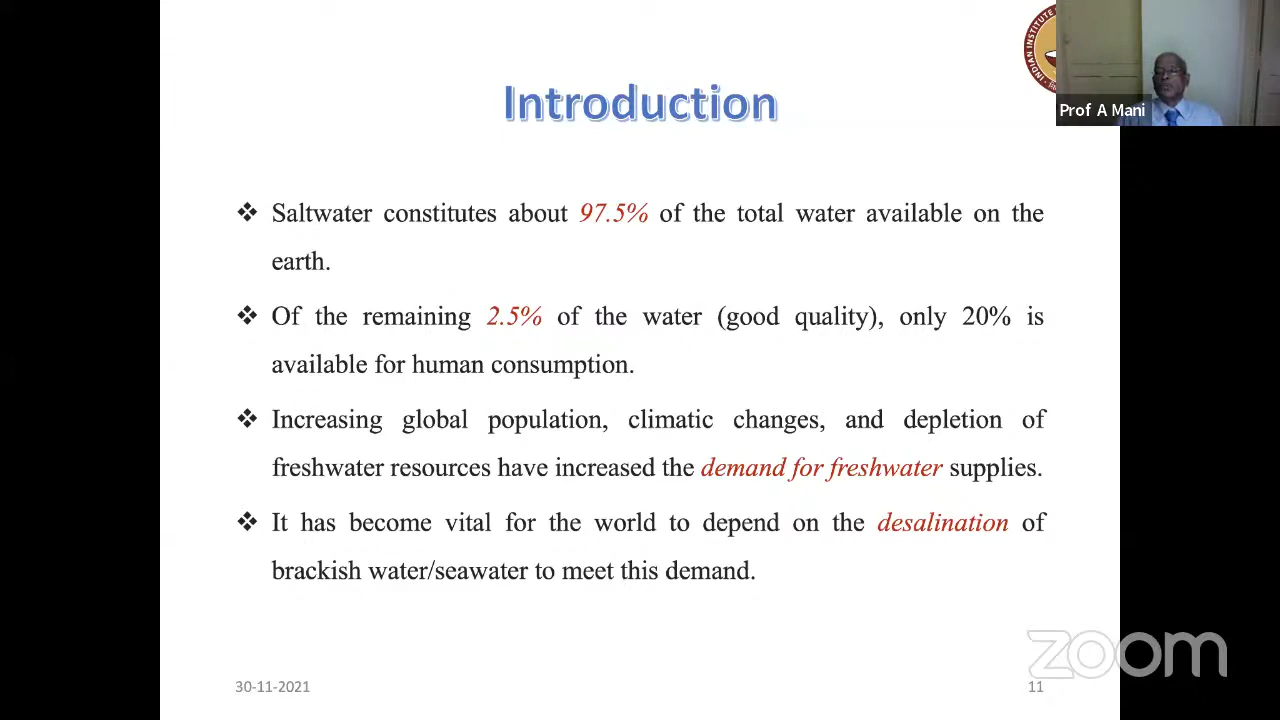 INDIAN INSTITUTE
Prof A Mani
Introduction
❖ Saltwater constitutes about 97.5% of the total water available on the
earth.
❖ Of the remaining 2.5% of the water (good quality), only 20% is
available for human consumption.
❖ Increasing global population, climatic changes, and depletion of
freshwater resources have increased the demand for freshwater supplies.
❖ It has become vital for the world to depend on the desalination of
brackish water/seawater to meet this demand.
zoom
30-11-2021
11